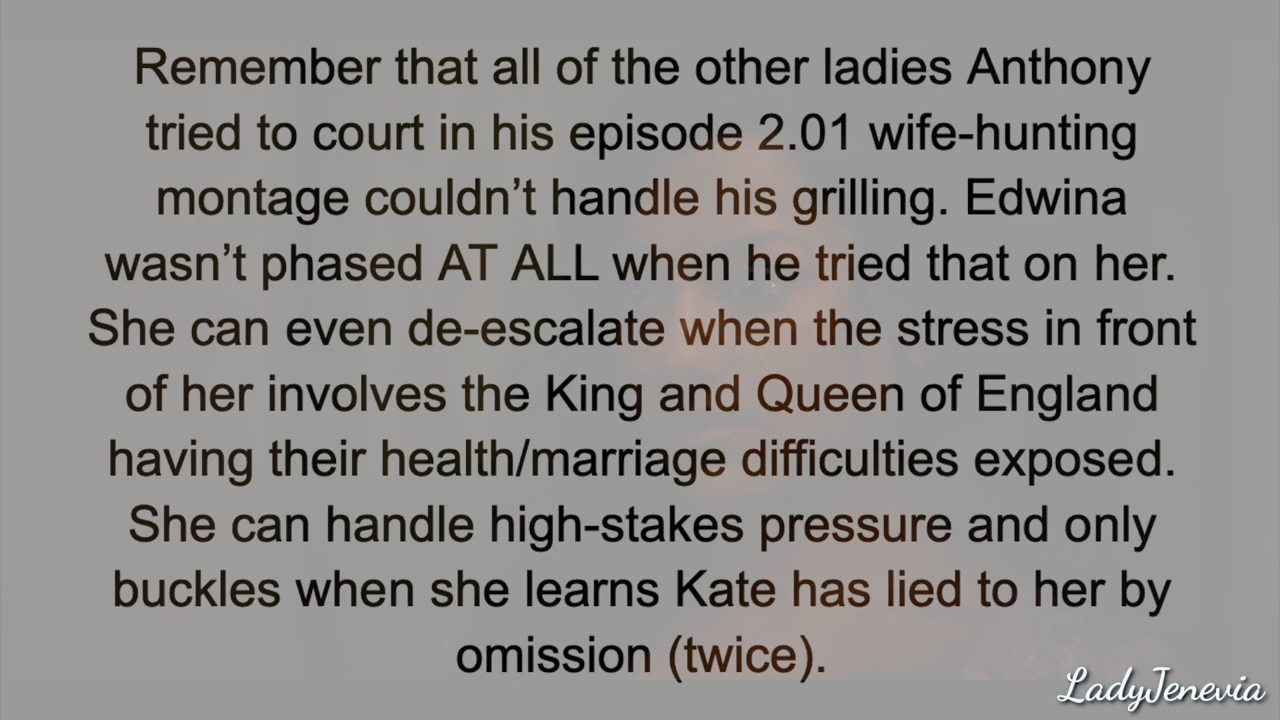 Remember that all of the other ladies Anthony
tried to court in his episode 2.01 wife-hunting
montage couldn’t handle his grilling. Edwina
wasn’t phased AT ALL when he tried that on her.
She can even de-escalate when the stress in front
of her involves the King and Queen of England
having their health/marriage difficulties exposed.
She can handle high-stakes pressure and only
buckles when she learns Kate has lied to her by
omission (twice).
LadyJenevia